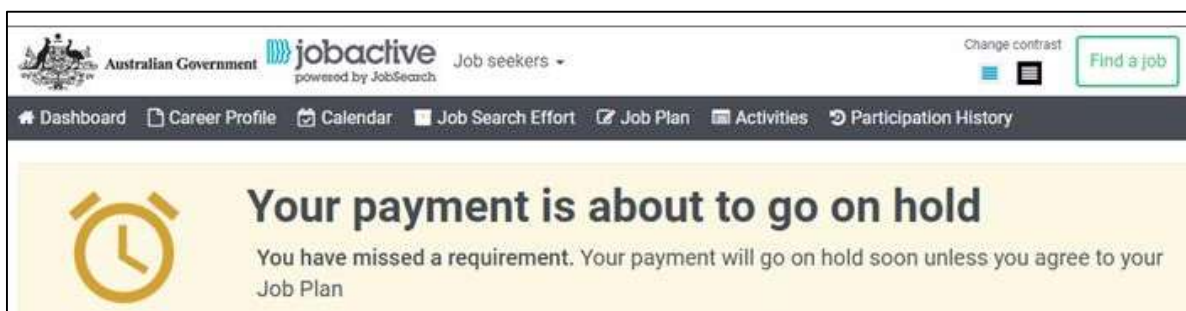 Australian Government
jobactive
powered by JobSearch
Job seekers
Change contrast
Find a job
Dashboard Career Profile Calendar Job Search Effort Job Plan Activities Participation History
Your payment is about to go on hold
You have missed a requirement. Your payment will go on hold soon unless you agree to your
Job Plan